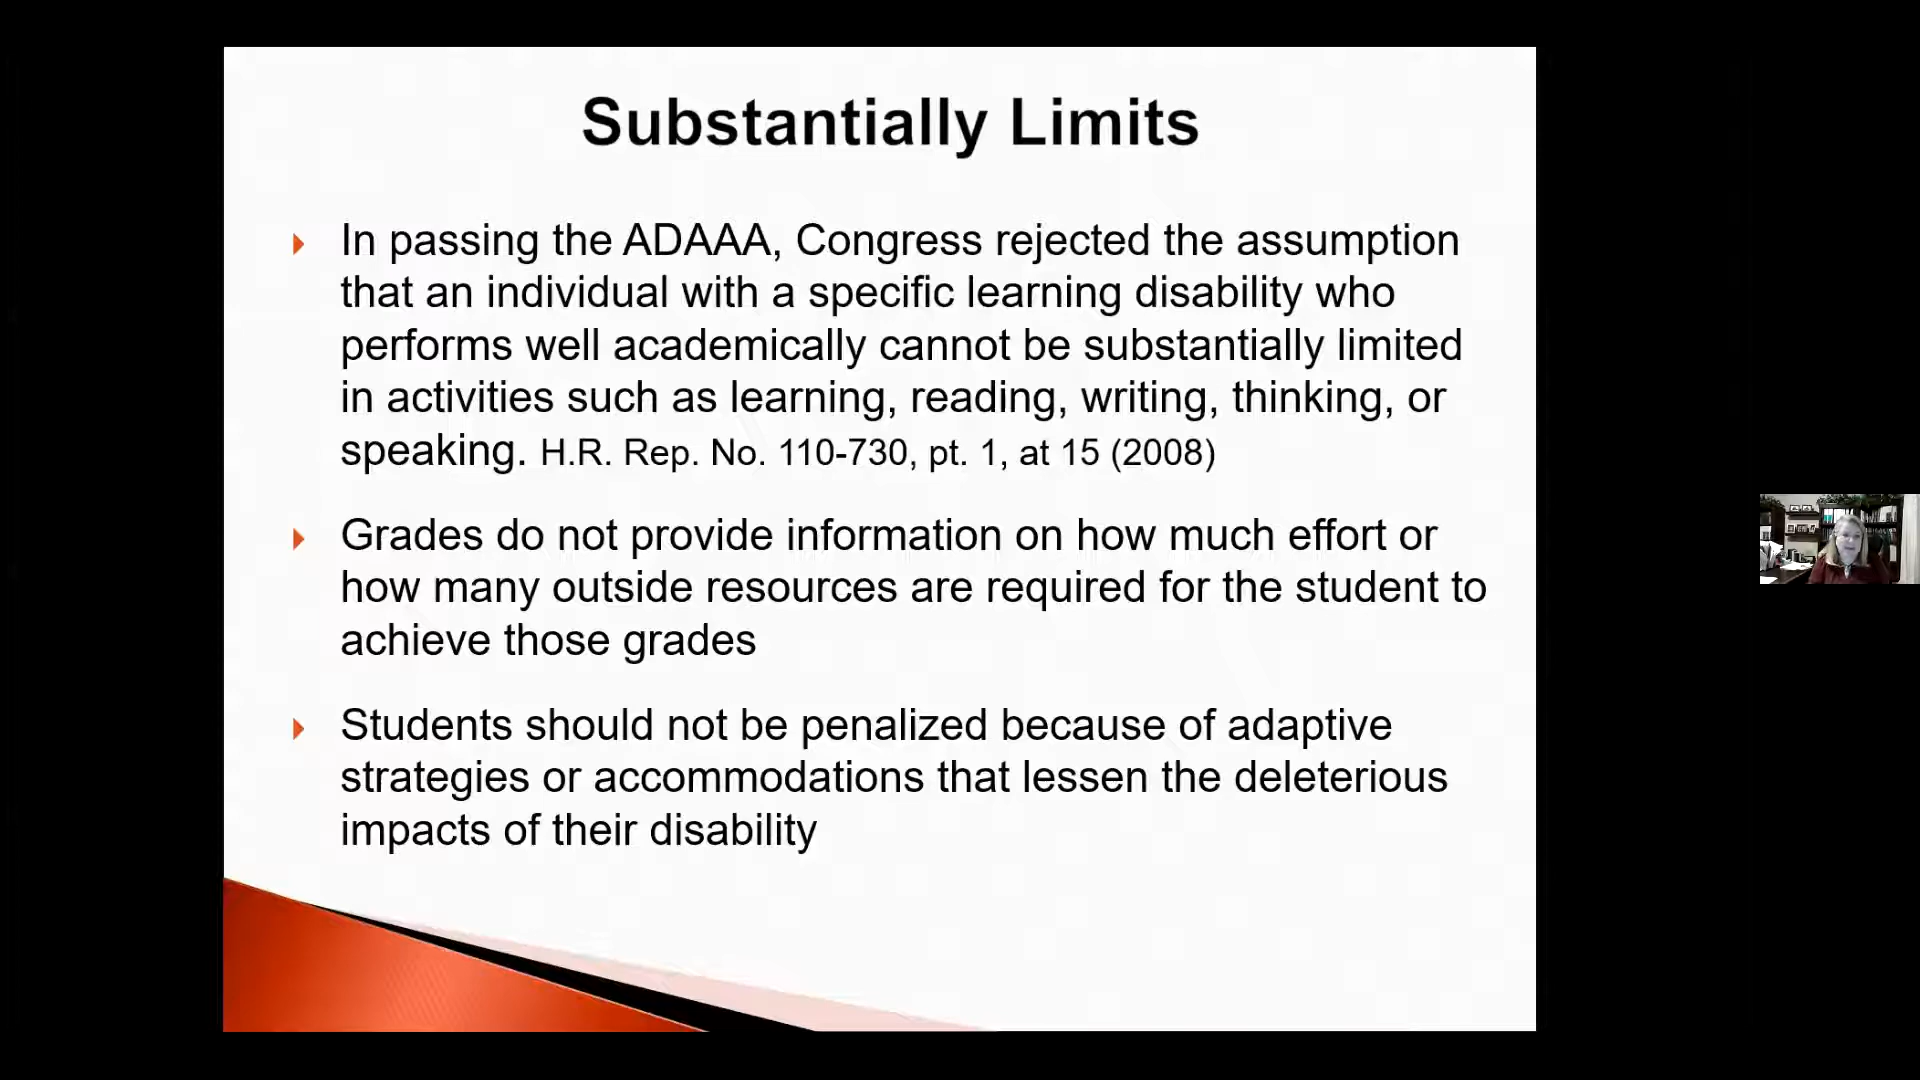 Substantially Limits
In passing the ADAAA, Congress rejected the assumption
that an individual with a specific learning disability who
performs well academically cannot be substantially limited
in activities such as learning, reading, writing, thinking, or
speaking. H.R. Rep. No. 110-730, pt. 1, at 15 (2008)
Grades do not provide information on how much effort or
how many outside resources are required for the student to
achieve those grades
Students should not be penalized because of adaptive
strategies or accommodations that lessen the deleterious
impacts of their disability